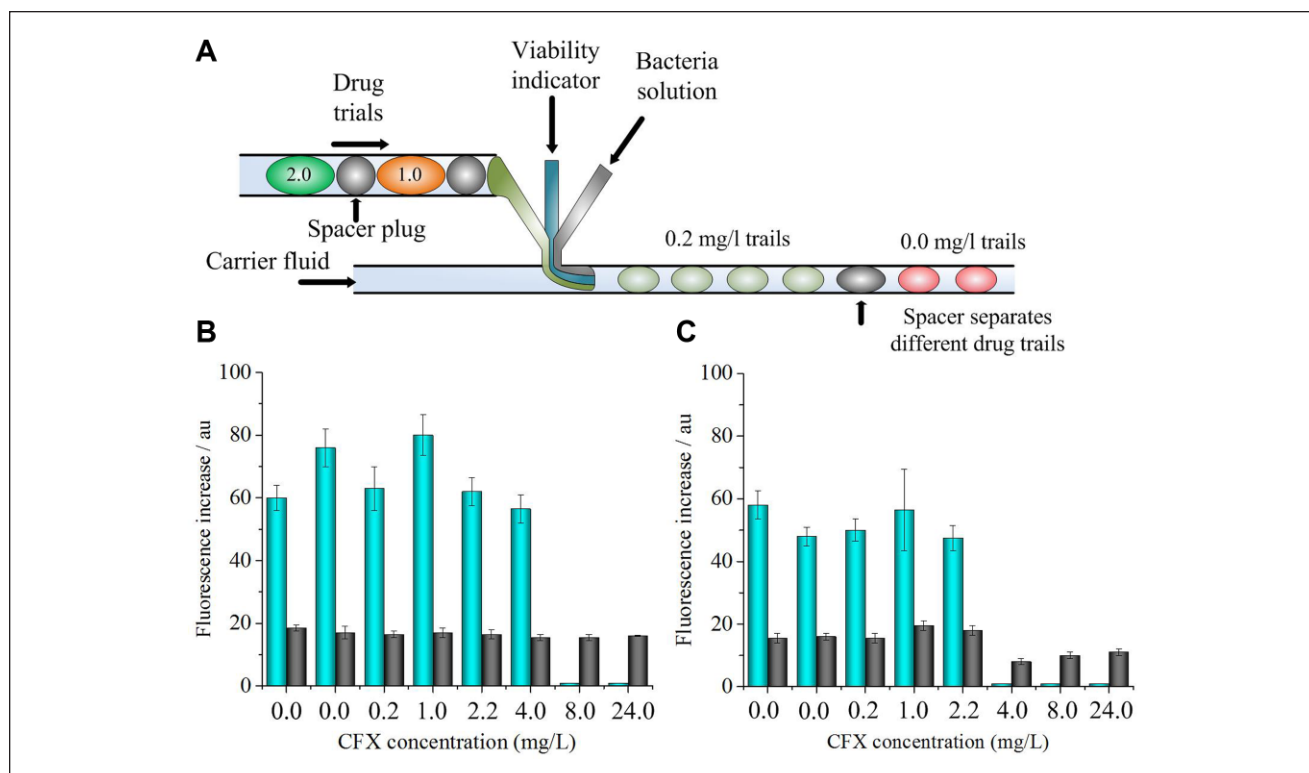 A
Drug
trials
Viability
indicator
Bacteria
solution
2.0
1.0
Spacer plug
Carrier fluid
0.2 mg/l trails
0.0 mg/l trails
Spacer separates
different drug trails
B
Fluorescence increase / au
100
80
60
40
20
0
0.0 0.0 0.2 1.0 2.2 4.0 8.0 24.0
CFX concentration (mg/L)
C
Fluorescence increase / au
100
80
60
40
20
0
0.0 0.0 0.2 1.0 2.2 4.0 8.0 24.0
CFX concentration (mg/L)